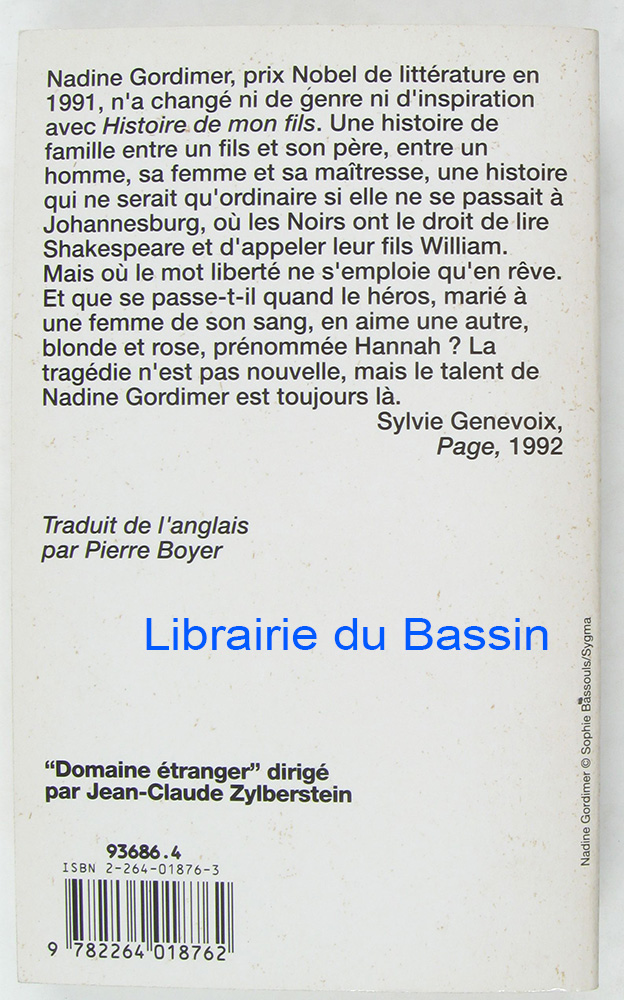 Nadine Gordimer, prix Nobel de littérature en
1991, n'a changé ni de genre ni d'inspiration
avec Histoire de mon fils. Une histoire de
famille entre un fils et son père, entre un
homme, sa femme et sa maîtresse, une histoire
qui ne serait qu'ordinaire si elle ne se passait à
Johannesburg, où les Noirs ont le droit de lire
Shakespeare et d'appeler leur fils William.
Mais où le mot liberté ne s'emploie qu'en rêve.
Et que se passe-t-il quand le héros, marié à
une femme de son sang, en aime une autre,
blonde et rose, prénommée Hannah ? La
tragédie n'est pas nouvelle, mais le talent de
Nadine Gordimer est toujours là.
Sylvie Genevoix,
Page, 1992
Traduit de l'anglais
par Pierre Boyer
Librairie du Bassin
Nadine Gordimer © Sophie Bassouls/Sygma
“Domaine étranger” dirigé
par Jean-Claude Zylberstein
93686.4
ISBN 2-264-01876-3
9 782264 018762